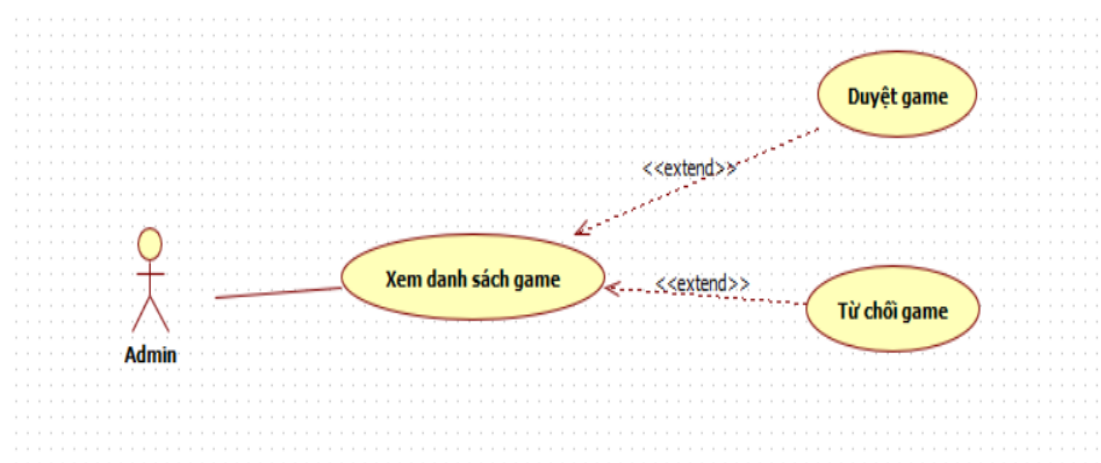 Duyệt game
<<extend>>
Xem danh sách game
<<extend>>
Từ chối game
Admin